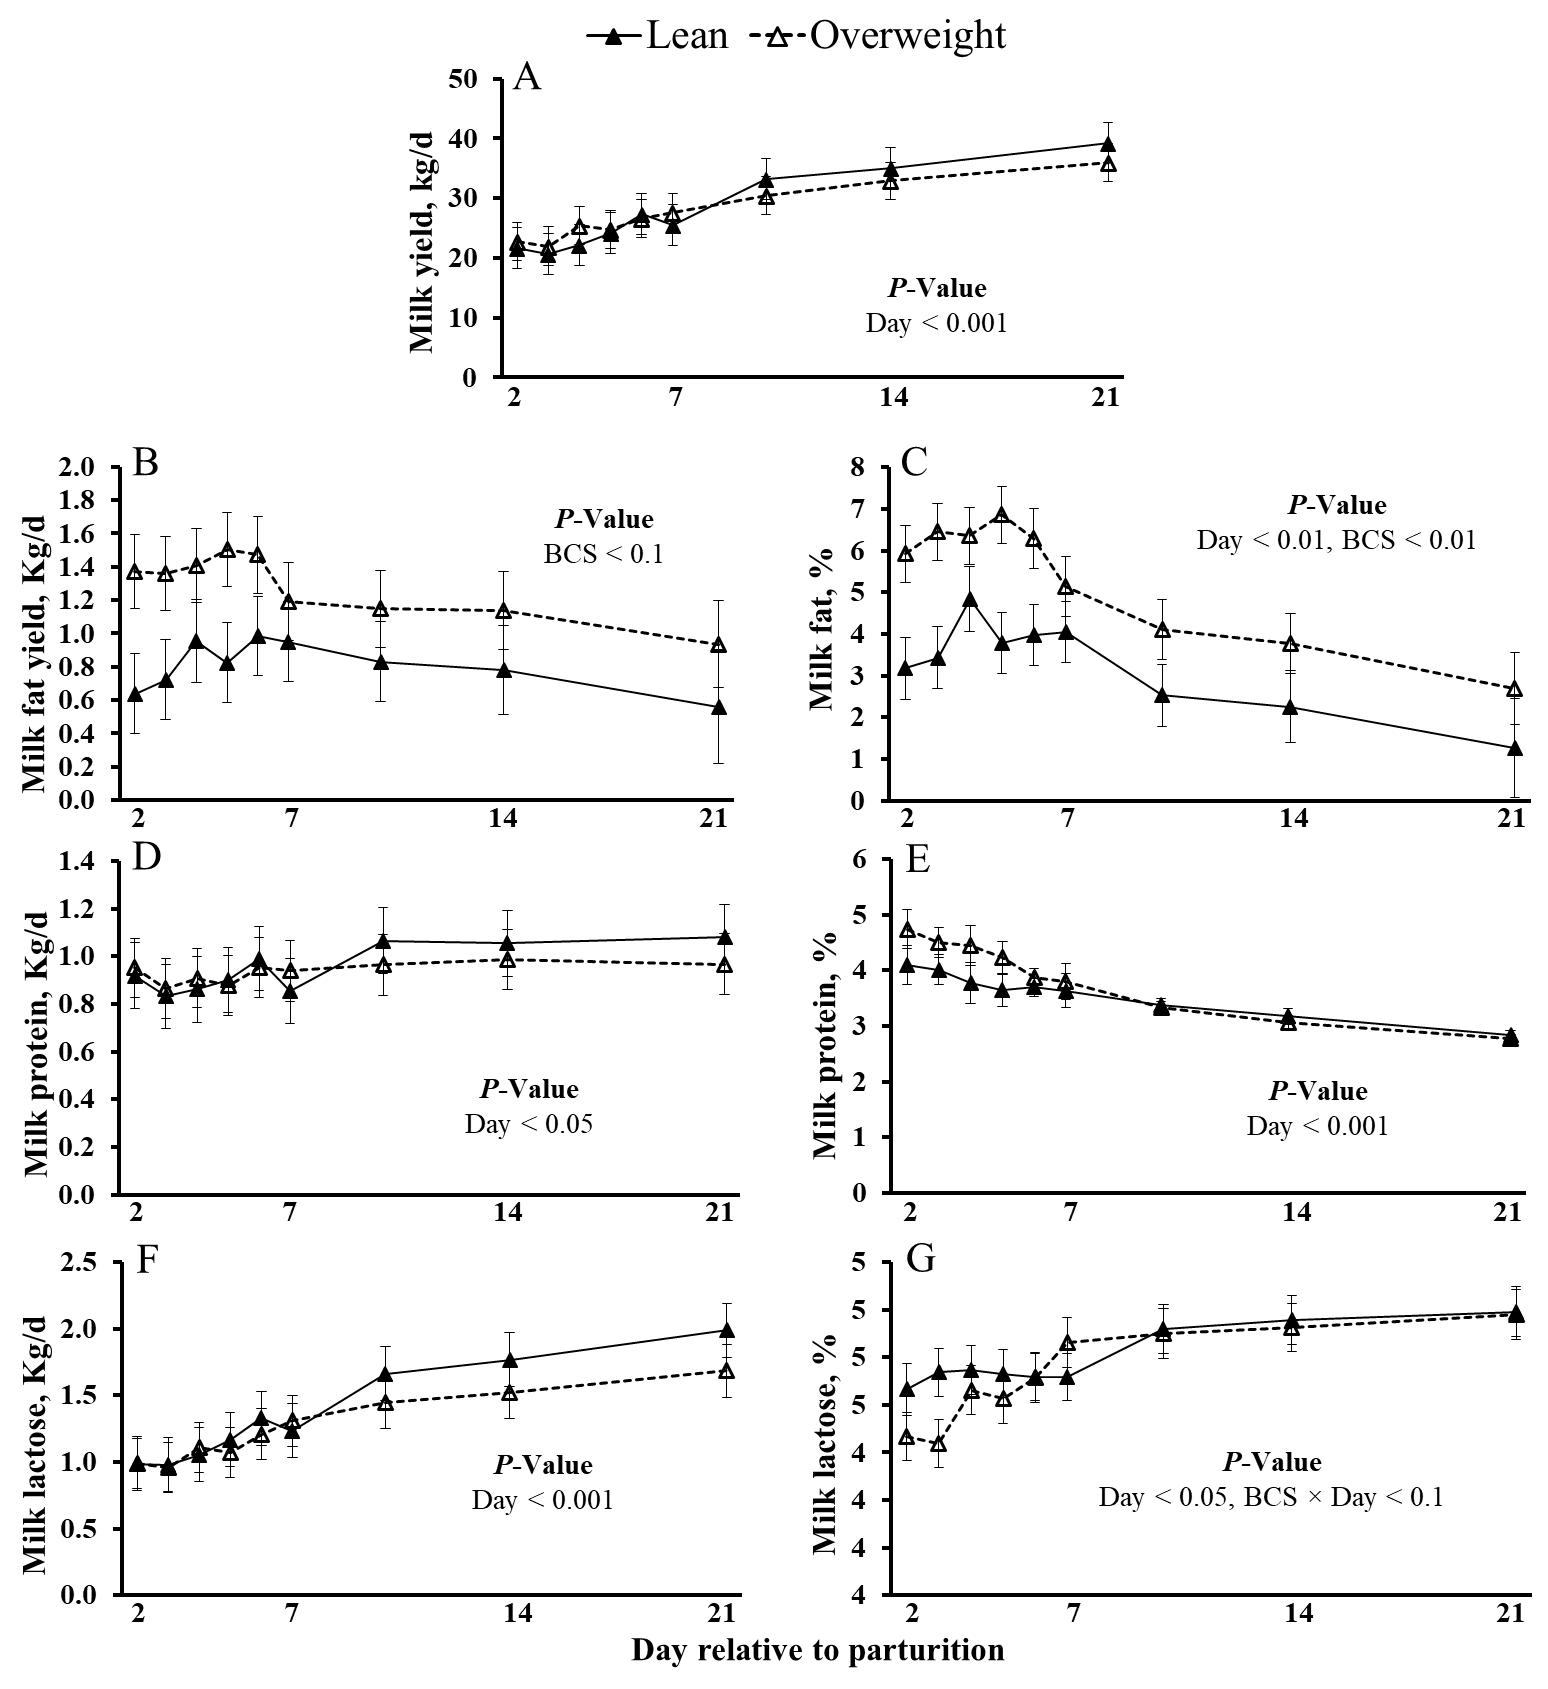 Lean Overweight
A
Milk yield, kg/d
50
40
30
20
10
0
P-Value
Day < 0.001
2 7 14 21
B
Milk fat yield, Kg/d
2.0
1.8
1.6
1.4
1.2
1.0
0.8
0.6
0.4
0.2
0.0
P-Value
BCS < 0.1
2 7 14 21
C
Milk fat, %
8
7
6
5
4
3
2
1
0
P-Value
Day < 0.01, BCS < 0.01
2 7 14 21
D
Milk protein, Kg/d
1.4
1.2
1.0
0.8
0.6
0.4
0.2
0.0
P-Value
Day < 0.05
2 7 14 21
E
Milk protein, %
6
5
4
3
2
1
0
P-Value
Day < 0.001
2 7 14 21
F
Milk lactose, Kg/d
2.5
2.0
1.5
1.0
0.5
0.0
P-Value
Day < 0.001
2 7 14 21
G
Milk lactose, %
5
5
5
5
4
4
4
4
P-Value
Day < 0.05, BCS × Day < 0.1
2 7 14 21
Day relative to parturition